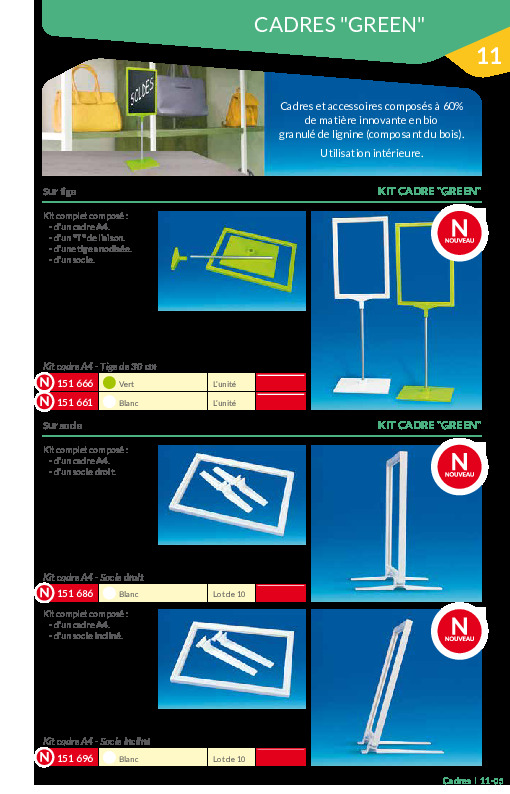 CADRES "GREEN"
11
SOLDES
Cadres et accessoires composés à 60%
de matière innovante en bio
granulé de lignine (composant du bois).
Utilisation intérieure.
Sur tige
KIT CADRE "GREEN"
Kit complet composé :
- d'un cadre A4.
- d'un "T" de liaison.
- d'une tige anodisée.
- d'un socle.
N
NOUVEAU
Kit cadre A4 - Tige de 30 cm
N 151 666 Vert L'unité
N 151 661 Blanc L'unité
Sur socle
KIT CADRE "GREEN"
Kit complet composé :
- d'un cadre A4.
- d'un socle droit.
N
NOUVEAU
Kit cadre A4 - Socle droit
N 151 686 Blanc Lot de 10
Kit complet composé :
- d'un cadre A4.
- d'un socle incliné.
N
NOUVEAU
Kit cadre A4 - Socle incliné
N 151 696 Blanc Lot de 10
Cadres | 11-05